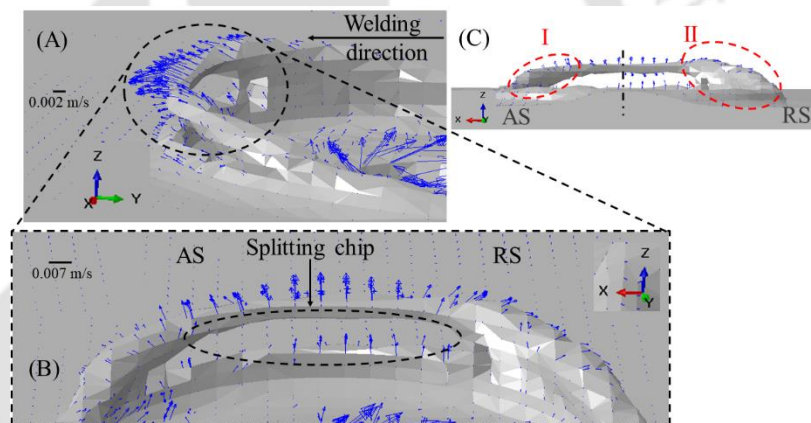 (A)
Welding
direction
0.002 m/s
Z
X
Y
(C)
I
II
Z
X
AS
RS
0.007 m/s
AS
Splitting chip
RS
Z
X
Y
(B)